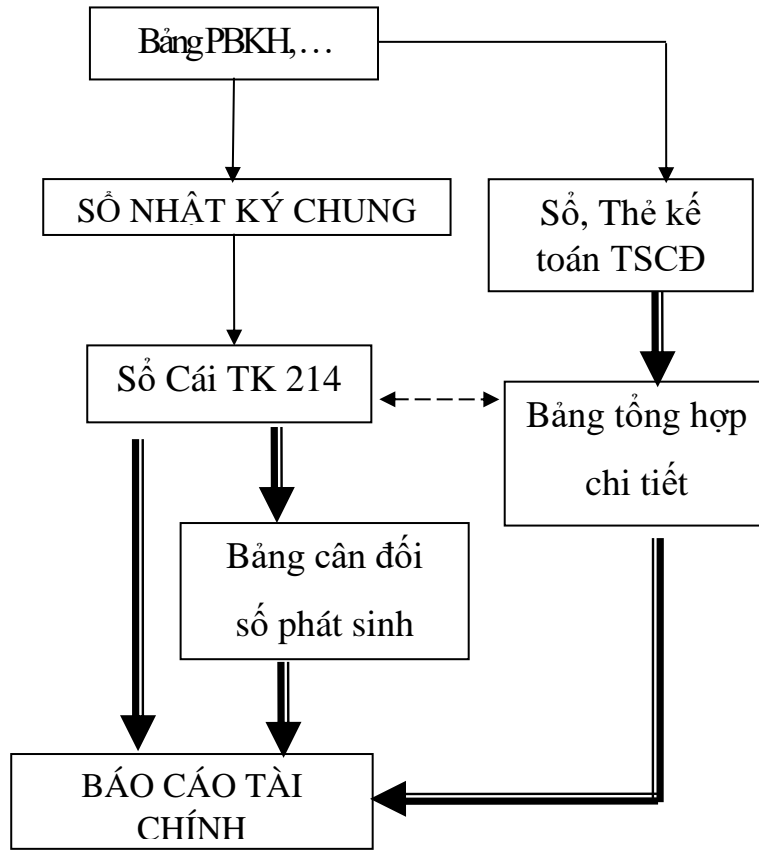 Bảng PBKH,…
SỔ NHẬT KÝ CHUNG
Sổ, Thẻ kế
toán TSCĐ
Sổ Cái TK 214
Bảng tổng hợp
chi tiết
Bảng cân đối
số phát sinh
BÁO CÁO TÀI
CHÍNH